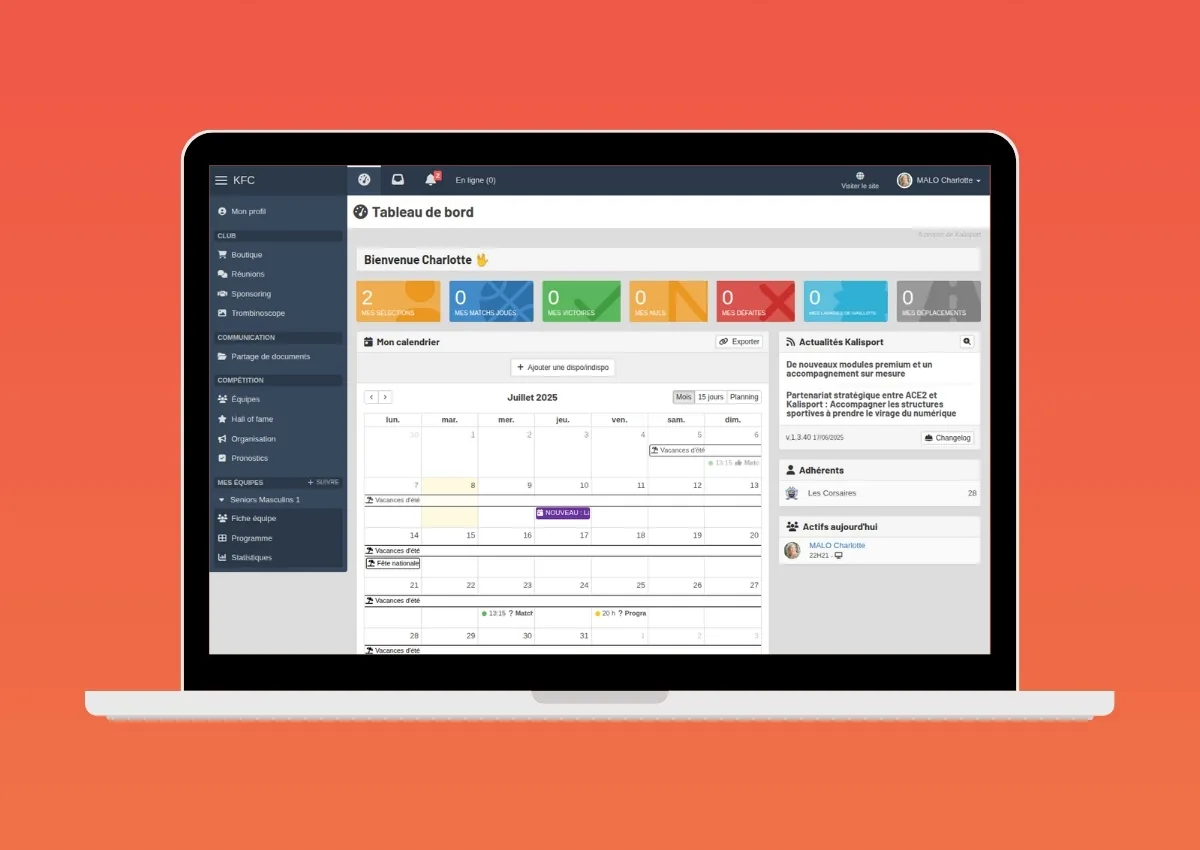 KFC
2
En ligne (0)
Visiter le site
MALO Charlotte
Mon profil
CLUB
Boutique
Réunions
Sponsoring
Trombinoscope
COMMUNICATION
Partage de documents
COMPÉTITION
Équipes
Hall of fame
Organisation
Pronostics
MES ÉQUIPES
+ SUIVRE
Seniors Masculins 1
Fiche équipe
Programme
Statistiques
Tableau de bord
A propos de Kalisport
Bienvenue Charlotte 🖖
2
MES SÉLECTIONS
0
MES MATCHS JOUÉS
0
MES VICTOIRES
0
MES NULS
0
MES DÉFAITES
0
0
MES DÉPLACEMENTS
Mon calendrier
Exporter
+ Ajouter une dispo/indispo
‹ ›
Juillet 2025
Mois 15 jours Planning
lun. mar. mer. jeu. ven. sam. dim.
30 1 2 3 4 5 6
Vacances d'été
13:15 Matc
7 8 9 10 11 12 13
Vacances d'été
NOUVEAU : La
14 15 16 17 18 19 20
Vacances d'été
Fête nationale
21 22 23 24 25 26 27
Vacances d'été
13:15 ? Match
20 h ? Progra
28 29 30 31 1 2 3
Vacances d'été
Actualités Kalisport
De nouveaux modules premium et un
accompagnement sur mesure
Partenariat stratégique entre ACE2 et
Kalisport : Accompagner les structures
sportives à prendre le virage du numérique
v.1.3.40 17/06/2025
Changelog
Adhérents
Les Corsaires 28
Actifs aujourd'hui
MALO Charlotte
22H21 -